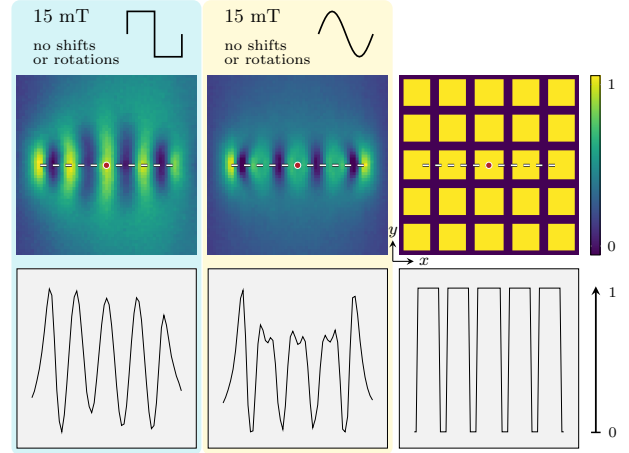 15 mT
no shifts
or rotations
15 mT
no shifts
or rotations
1
0
y
x
1
0